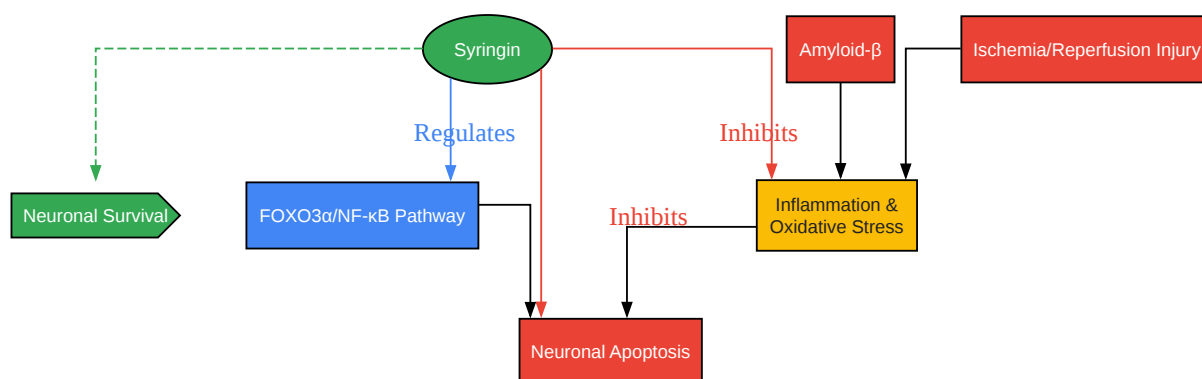 Syringin
Amyloid-β
Ischemia/Reperfusion Injury
Regulates
Inhibits
Neuronal Survival
FOXO3α/NF-κB Pathway
Inflammation &
Oxidative Stress
Inhibits
Neuronal Apoptosis